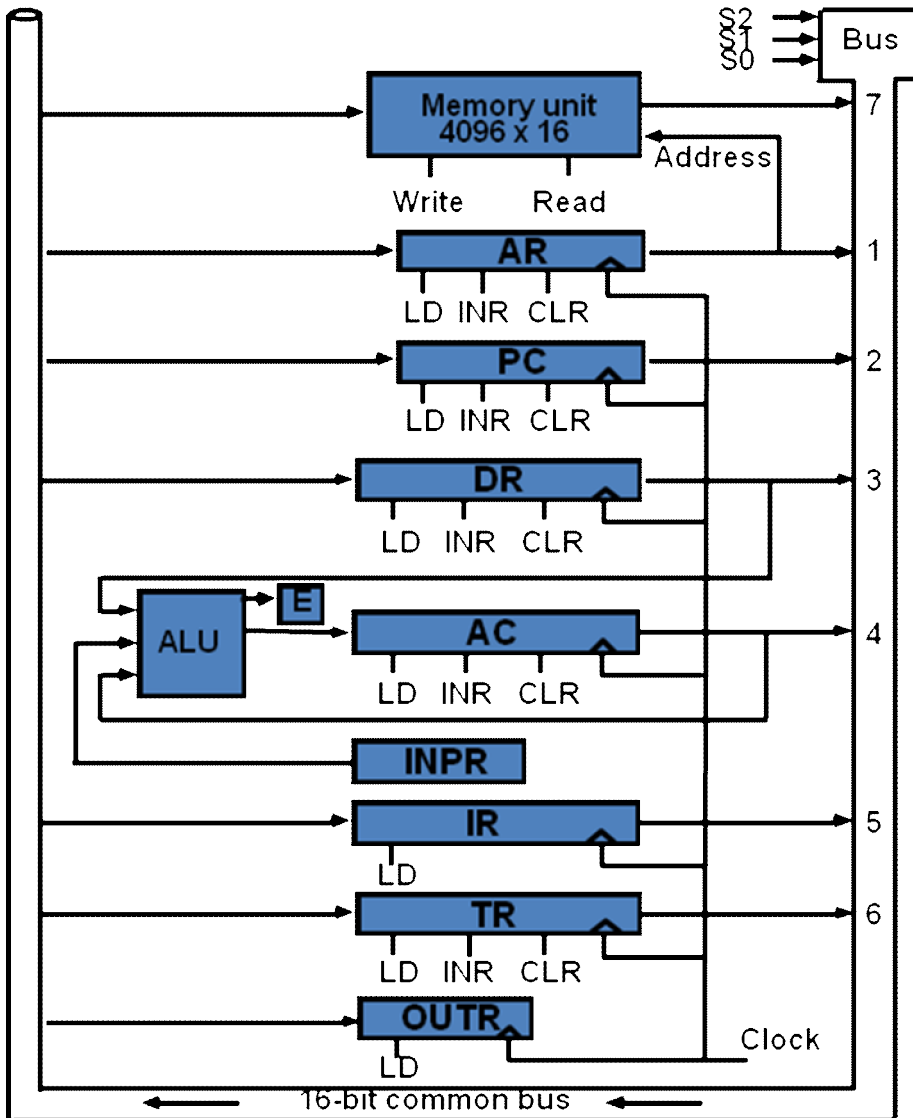 S2
S1
S0
Bus
Memory unit
4096 x 16
7
Address
Write Read
AR
1
LD INR CLR
PC
2
LD INR CLR
DR
3
LD INR CLR
E
ALU
AC
4
LD INR CLR
INPR
IR
5
LD
TR
6
LD INR CLR
OUTR
Clock
LD
16-bit common bus